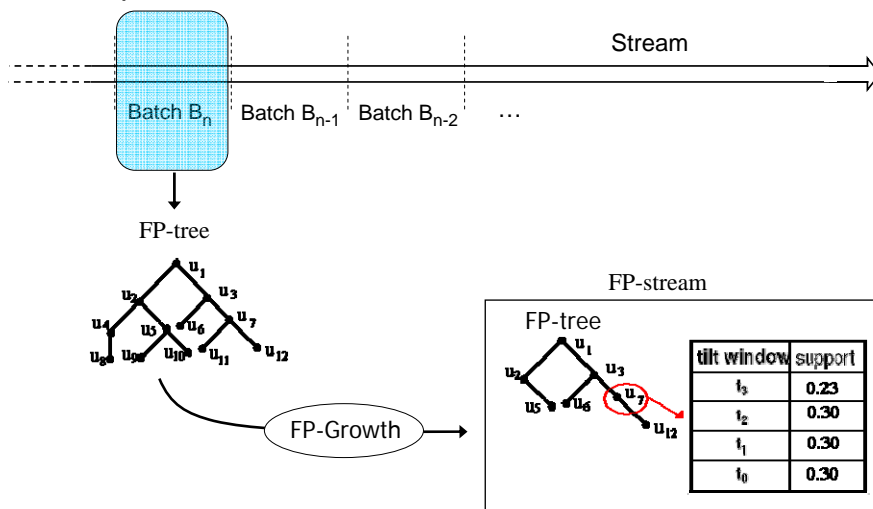 Stream
Batch Bn
Batch Bn-1
Batch Bn-2
…
FP-tree
u1
u2
u3
u4
u5
u6
u7
u8
u9
u10
u11
u12
FP-Growth
FP-stream
FP-tree
u1
u2
u3
u5
u6
u7
u12
tilt window support
t3 0.23
t2 0.30
t1 0.30
t0 0.30